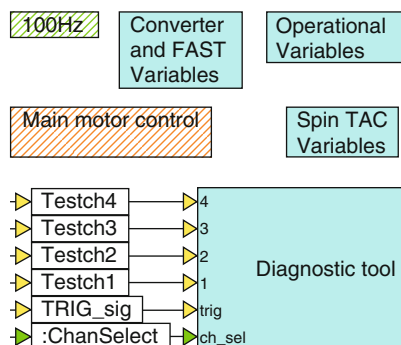 100Hz
Converter
and FAST
Variables
Operational
Variables
Main motor control
Spin TAC
Variables
Testch4
4
Testch3
3
Testch2
2
Testch1
1
Diagnostic tool
TRIG_sig
trig
:ChanSelect
ch_sel